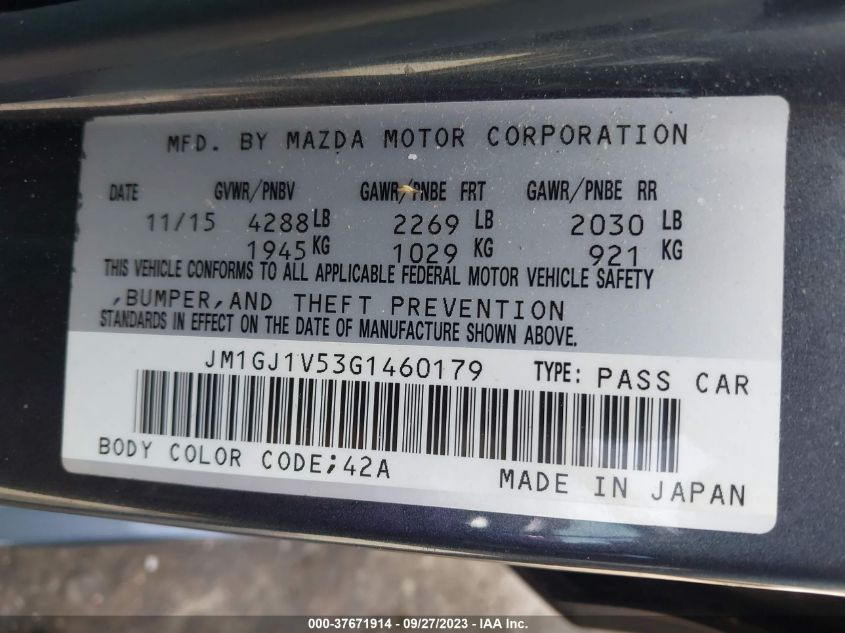 MFD. BY MAZDA MOTOR CORPORATION
DATE GVWR/PNBV GAWR/PNBE FRT GAWR/PNBE RR
11/15 4288 LB 2269 LB 2030 LB
1945 KG 1029 KG 921 KG
THIS VEHICLE CONFORMS TO ALL APPLICABLE FEDERAL MOTOR VEHICLE SAFETY
,BUMPER,AND THEFT PREVENTION
STANDARDS IN EFFECT ON THE DATE OF MANUFACTURE SHOWN ABOVE.
JM1GJ1V53G1460179 TYPE: PASS CAR
BODY COLOR CODE;42A MADE IN JAPAN
000-37671914 - 09/27/2023 - IAA Inc.